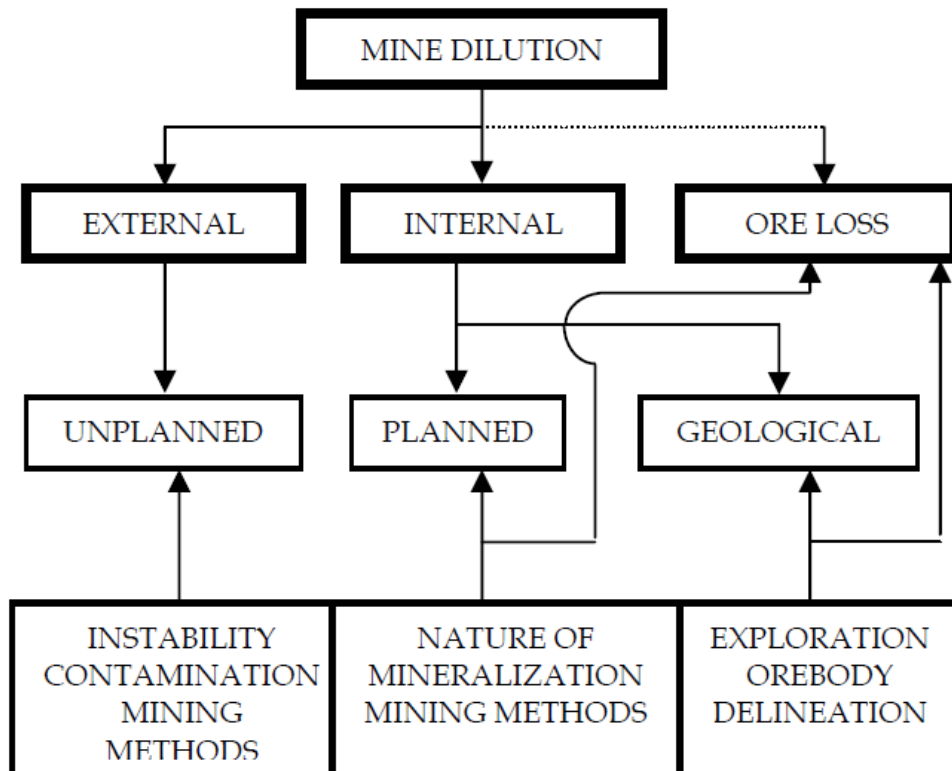 MINE DILUTION
EXTERNAL
INTERNAL
ORE LOSS
UNPLANNED
PLANNED
GEOLOGICAL
INSTABILITY
CONTAMINATION
MINING
METHODS
NATURE OF
MINERALIZATION
MINING METHODS
EXPLORATION
OREBODY
DELINEATION